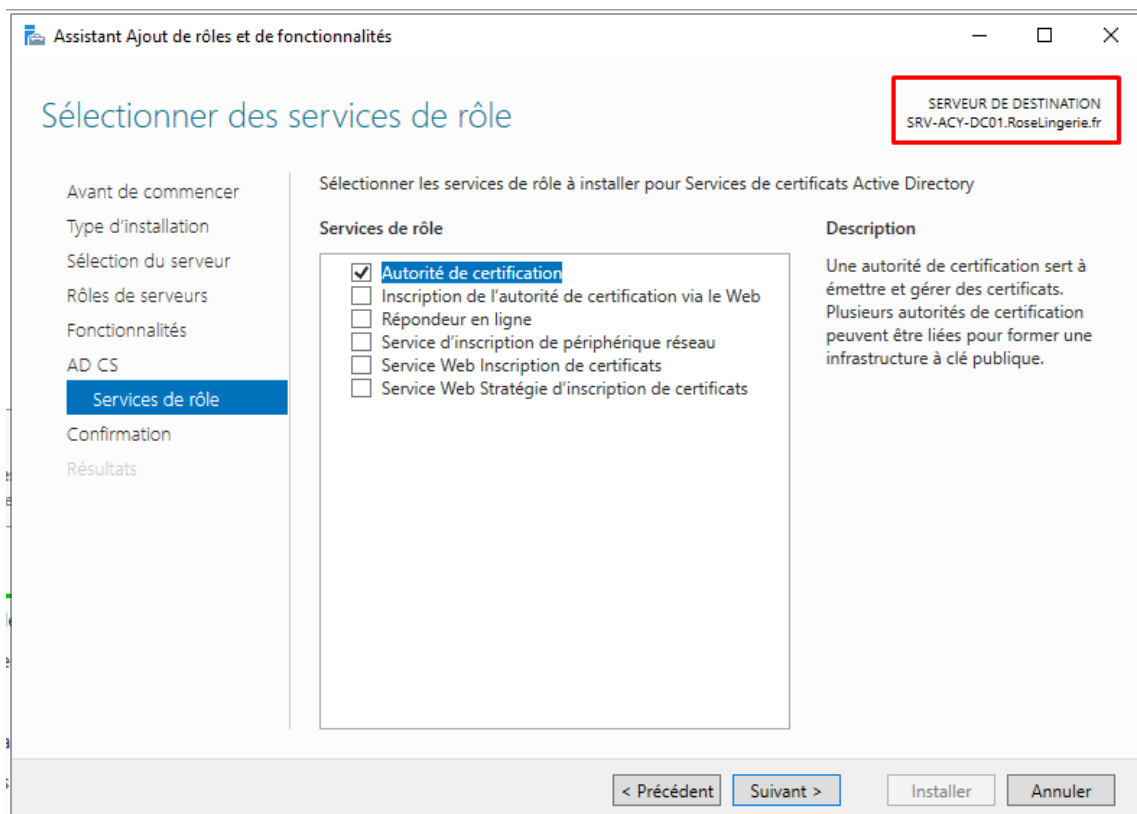 Assistant Ajout de rôles et de fonctionnalités
Sélectionner des services de rôle
SERVEUR DE DESTINATION
SRV-ACY-DC01.RoseLingerie.fr
Avant de commencer
Type d'installation
Sélection du serveur
Rôles de serveurs
Fonctionnalités
AD CS
Services de rôle
Confirmation
Résultats
Sélectionner les services de rôle à installer pour Services de certificats Active Directory
Services de rôle
Autorité de certification
Inscription de l'autorité de certification via le Web
Répondeur en ligne
Service d'inscription de périphérique réseau
Service Web Inscription de certificats
Service Web Stratégie d'inscription de certificats
Description
Une autorité de certification sert à
émettre et gérer des certificats.
Plusieurs autorités de certification
peuvent être liées pour former une
infrastructure à clé publique.
< Précédent
Suivant >
Installer
Annuler